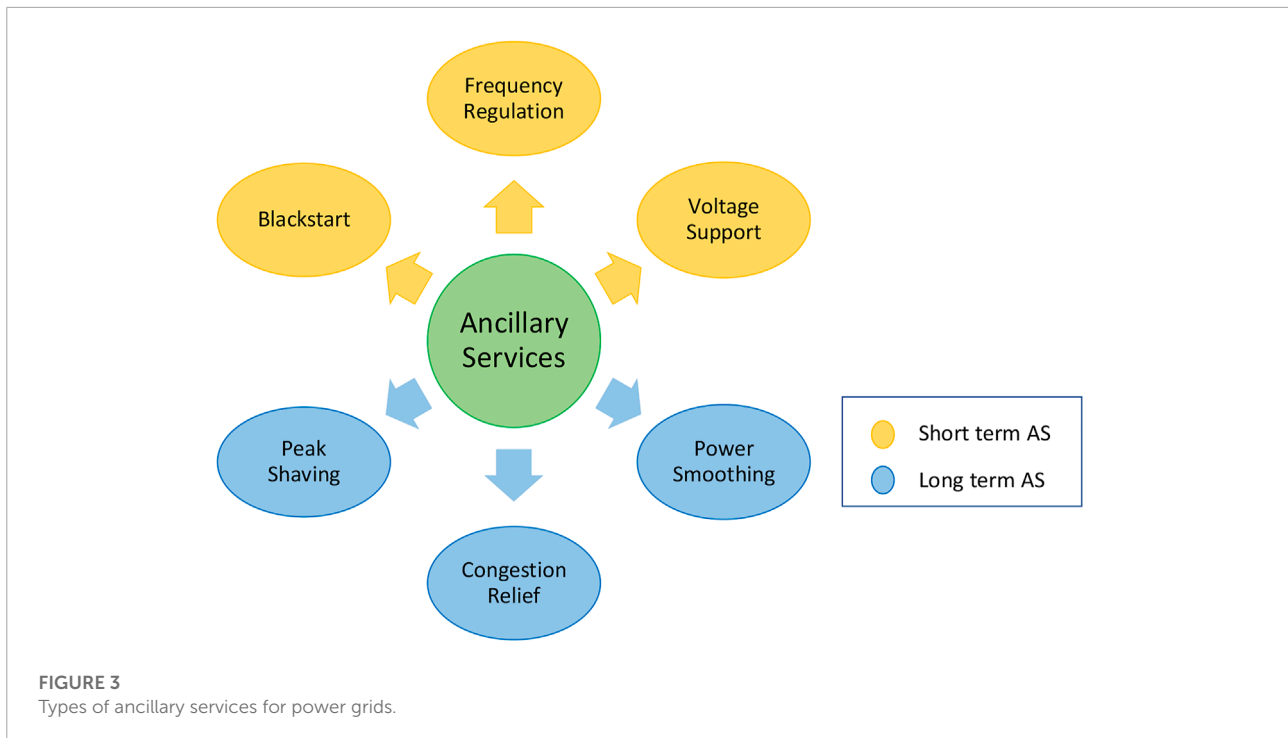 Frequency
Regulation
Blackstart
Voltage
Support
Ancillary
Services
Peak
Shaving
Power
Smoothing
Congestion
Relief
Short term AS
Long term AS
FIGURE 3
Types of ancillary services for power grids.